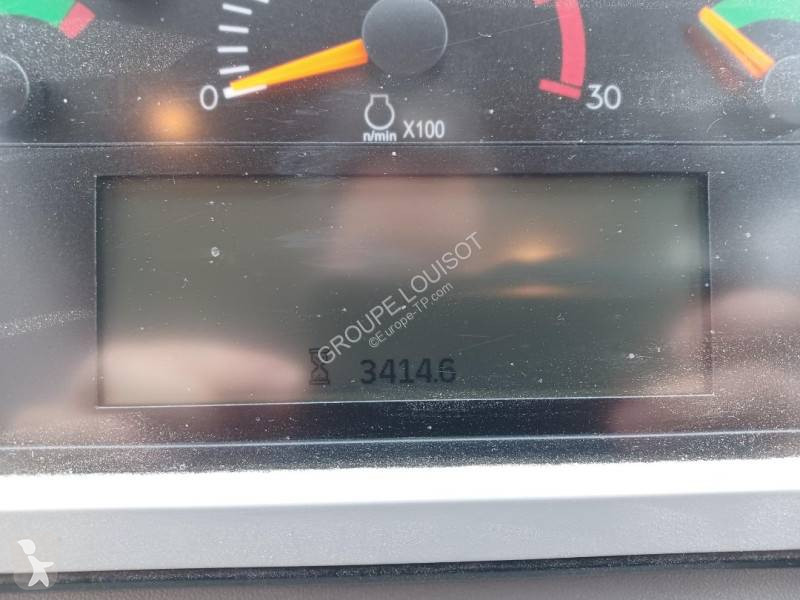 0
30
n/min X100
GROUPE LOUISOT
©Europe-TP.com
3414.6